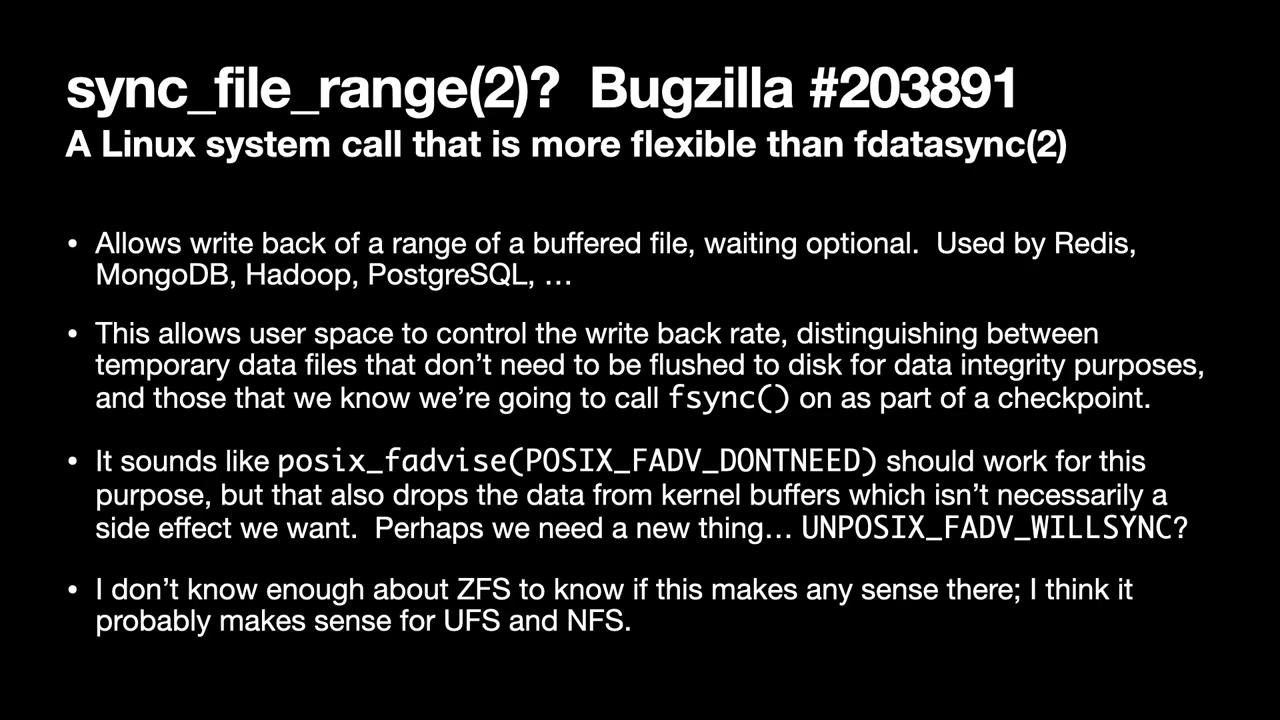 sync_file_range(2)?  Bugzilla #203891
A Linux system call that is more flexible than fdatasync(2)
• Allows write back of a range of a buffered file, waiting optional.  Used by Redis,
MongoDB, Hadoop, PostgreSQL, …
• This allows user space to control the write back rate, distinguishing between
temporary data files that don’t need to be flushed to disk for data integrity purposes,
and those that we know we’re going to call fsync() on as part of a checkpoint.
• It sounds like posix_fadvise(POSIX_FADV_DONTNEED) should work for this
purpose, but that also drops the data from kernel buffers which isn’t necessarily a
side effect we want.  Perhaps we need a new thing… UNPOSIX_FADV_WILLSYNC?
• I don’t know enough about ZFS to know if this makes any sense there; I think it
probably makes sense for UFS and NFS.